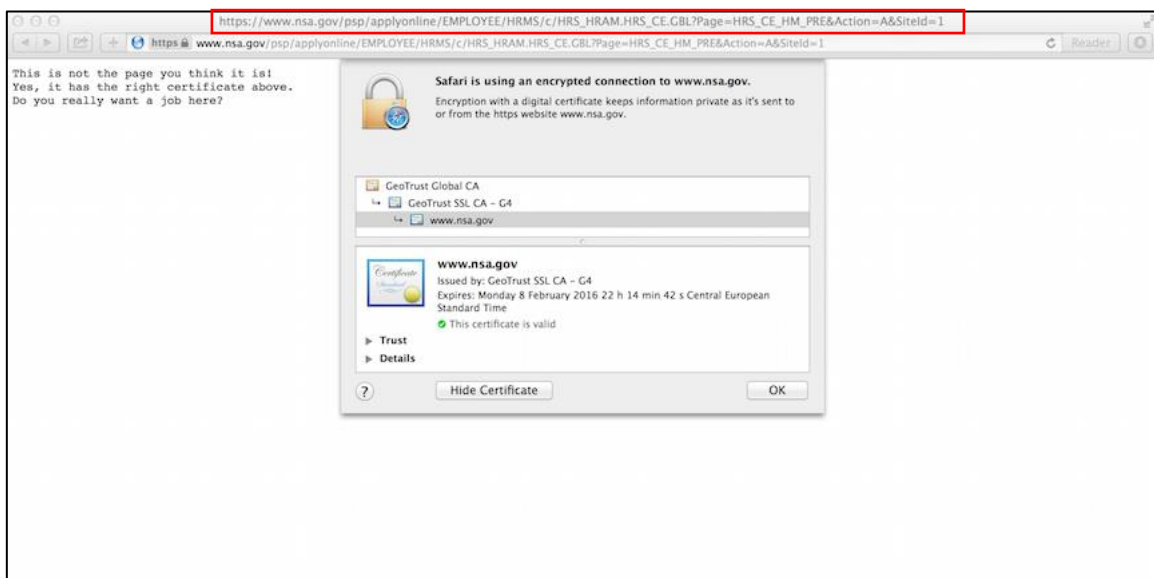 https://www.nsa.gov/psp/applyonline/EMPLOYEE/HRMS/c/HRS_HRAM.HRS_CE.GBL?Page=HRS_CE_HM_PRE&Action=A&SiteId=1
https www.nsa.gov/psp/applyonline/EMPLOYEE/HRMS/c/HRS_HRAM.HRS_CE.GBL?Page=HRS_CE_HM_PRE&Action=A&SiteId=1
Reader
This is not the page you think it is!
Yes, it has the right certificate above.
Do you really want a job here?
Safari is using an encrypted connection to www.nsa.gov.
Encryption with a digital certificate keeps information private as it's sent to
or from the https website www.nsa.gov.
GeoTrust Global CA
GeoTrust SSL CA - G4
www.nsa.gov
Certificate
Standard
www.nsa.gov
Issued by: GeoTrust SSL CA - G4
Expires: Monday 8 February 2016 22 h 14 min 42 s Central European
Standard Time
This certificate is valid
Trust
Details
?
Hide Certificate
OK